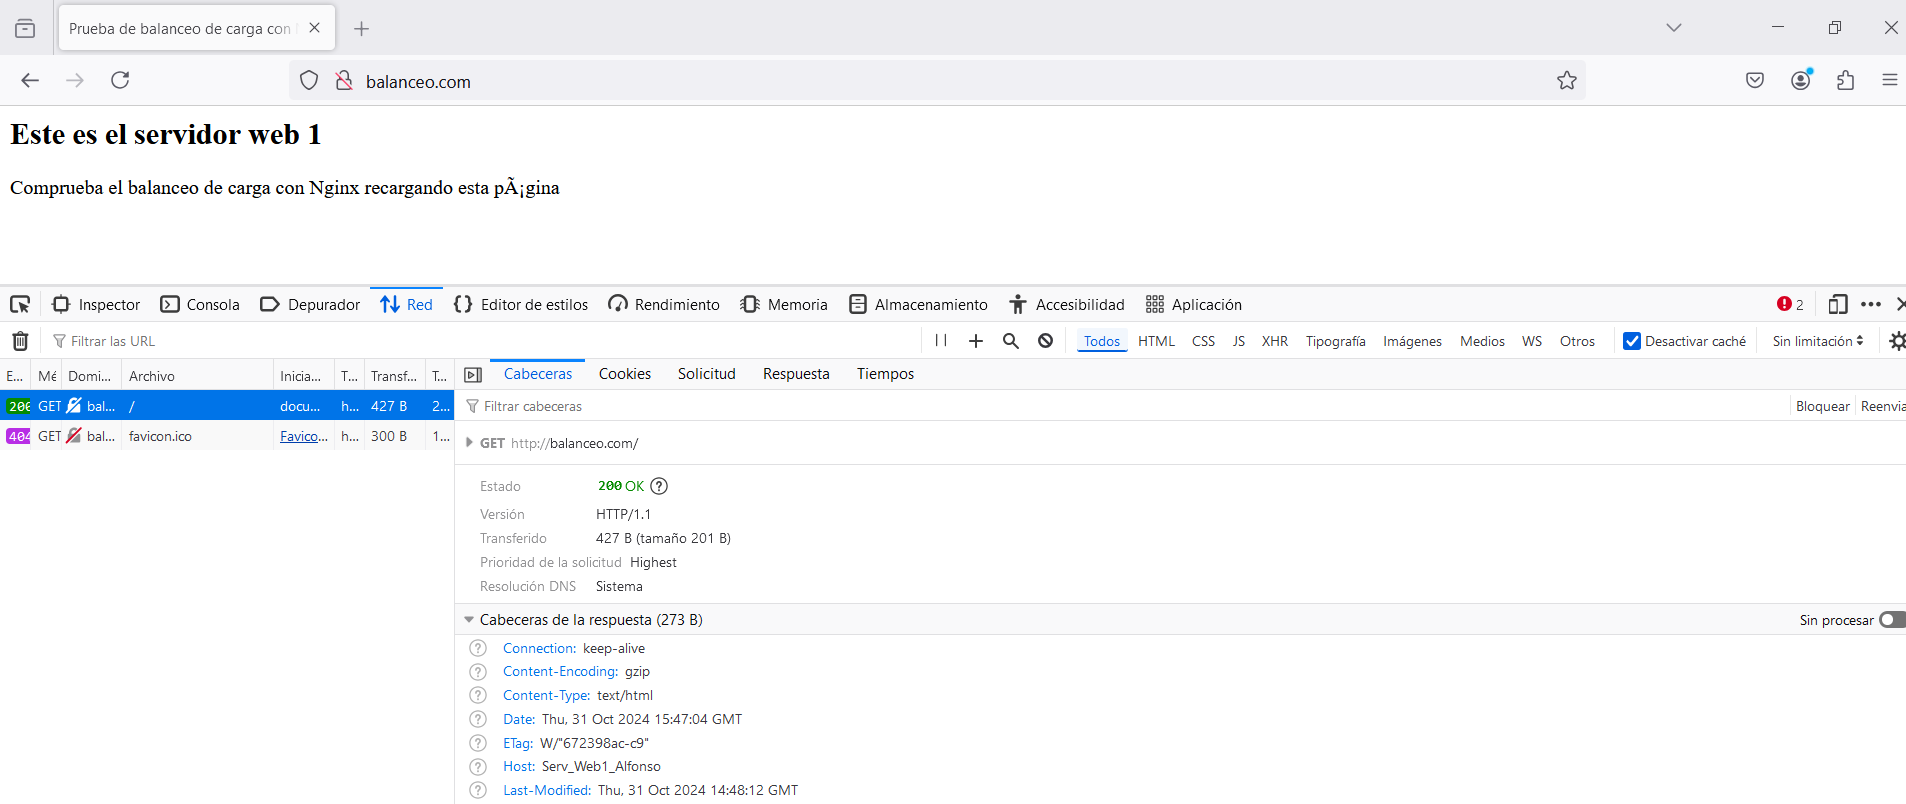 Prueba de balanceo de carga con
balanceo.com
Este es el servidor web 1
Comprueba el balanceo de carga con Nginx recargando esta pÃ¡gina
Inspector Consola Depurador Red Editor de estilos Rendimiento Memoria Almacenamiento Accesibilidad Aplicación 2
Filtrar las URL Todos HTML CSS JS XHR Tipografía Imágenes Medios WS Otros Desactivar caché Sin limitación
E... Mé Domi... Archivo Inicia... T... Transf... T... Cabeceras Cookies Solicitud Respuesta Tiempos
200 GET bal... / docu... h... 427 B 2... Filtrar cabeceras Bloquear Reenvia
404 GET bal... favicon.ico Favico... h... 300 B 1... GET http://balanceo.com/
Estado 200 OK
Versión HTTP/1.1
Transferido 427 B (tamaño 201 B)
Prioridad de la solicitud Highest
Resolución DNS Sistema
Cabeceras de la respuesta (273 B) Sin procesar
Connection: keep-alive
Content-Encoding: gzip
Content-Type: text/html
Date: Thu, 31 Oct 2024 15:47:04 GMT
ETag: W/"672398ac-c9"
Host: Serv_Web1_Alfonso
Last-Modified: Thu, 31 Oct 2024 14:48:12 GMT